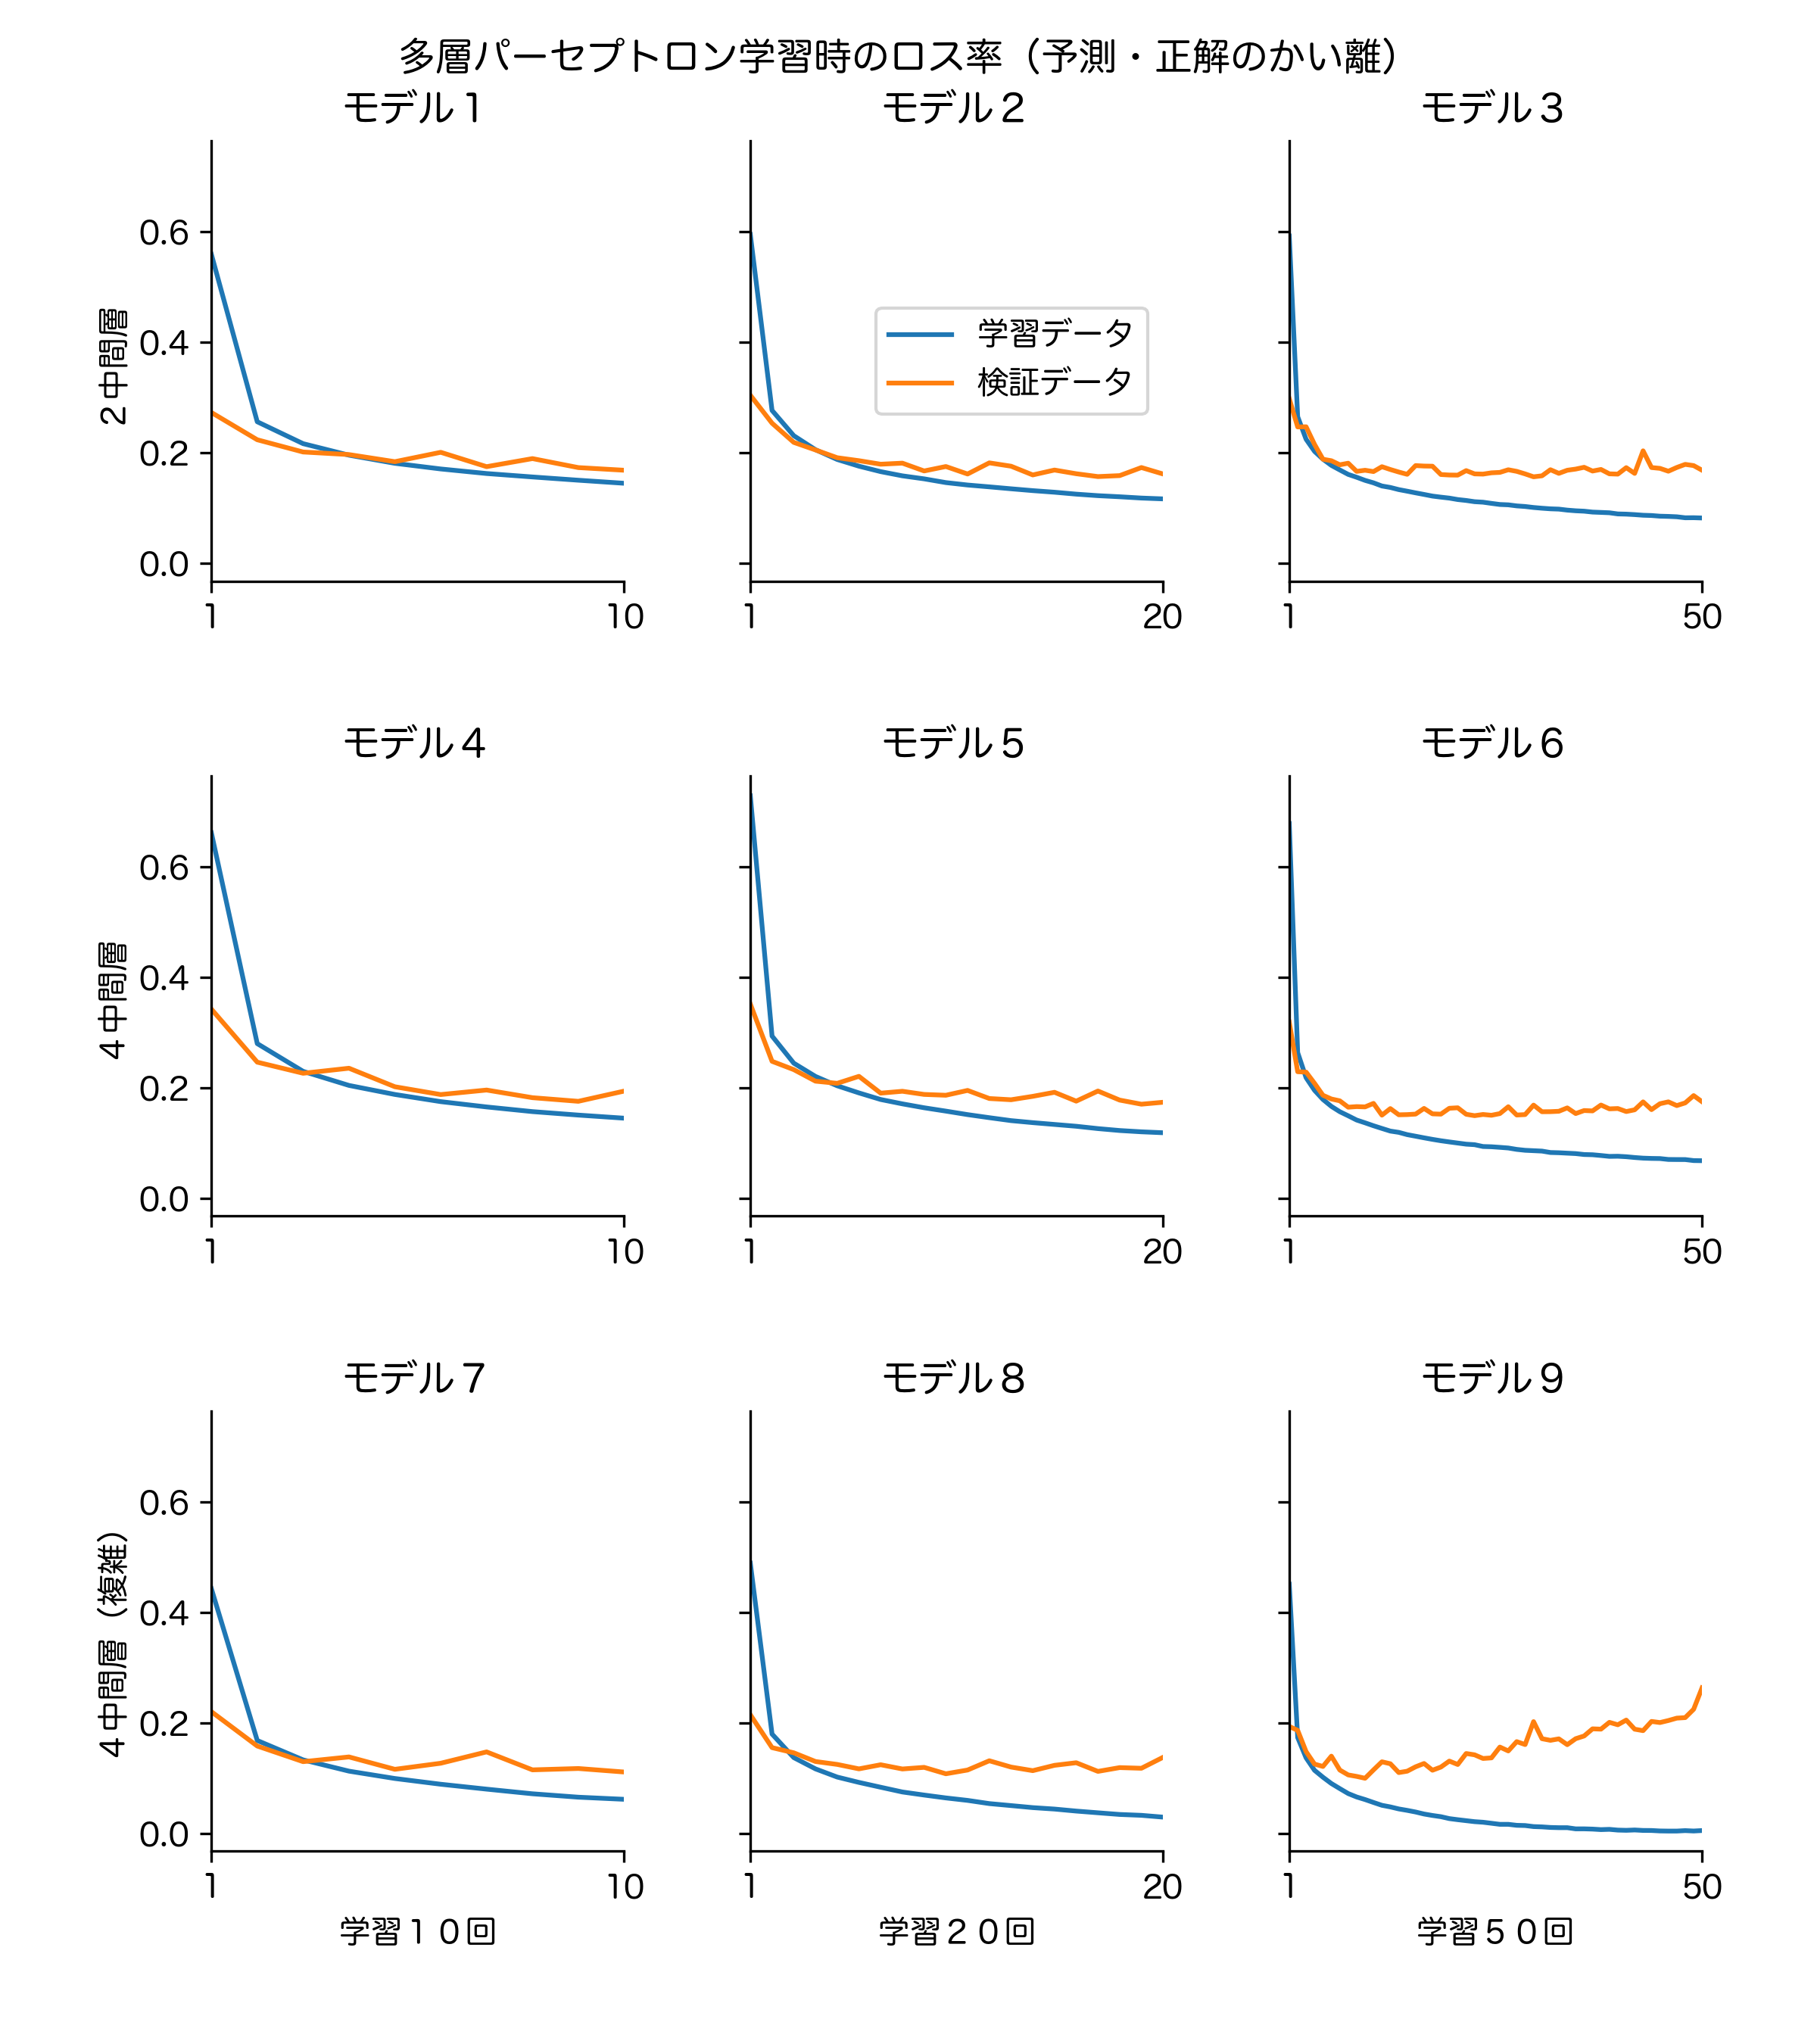 多層パーセプトロン学習時のロス率（予測・正解のかい離）
モデル１
モデル２
モデル３
２中間層
0.6
0.4
0.2
0.0
学習データ
検証データ
1
10
1
20
1
50
モデル４
モデル５
モデル６
４中間層
0.6
0.4
0.2
0.0
1
10
1
20
1
50
モデル７
モデル８
モデル９
４中間層（複雑）
0.6
0.4
0.2
0.0
1
10
1
20
1
50
学習１０回
学習２０回
学習５０回